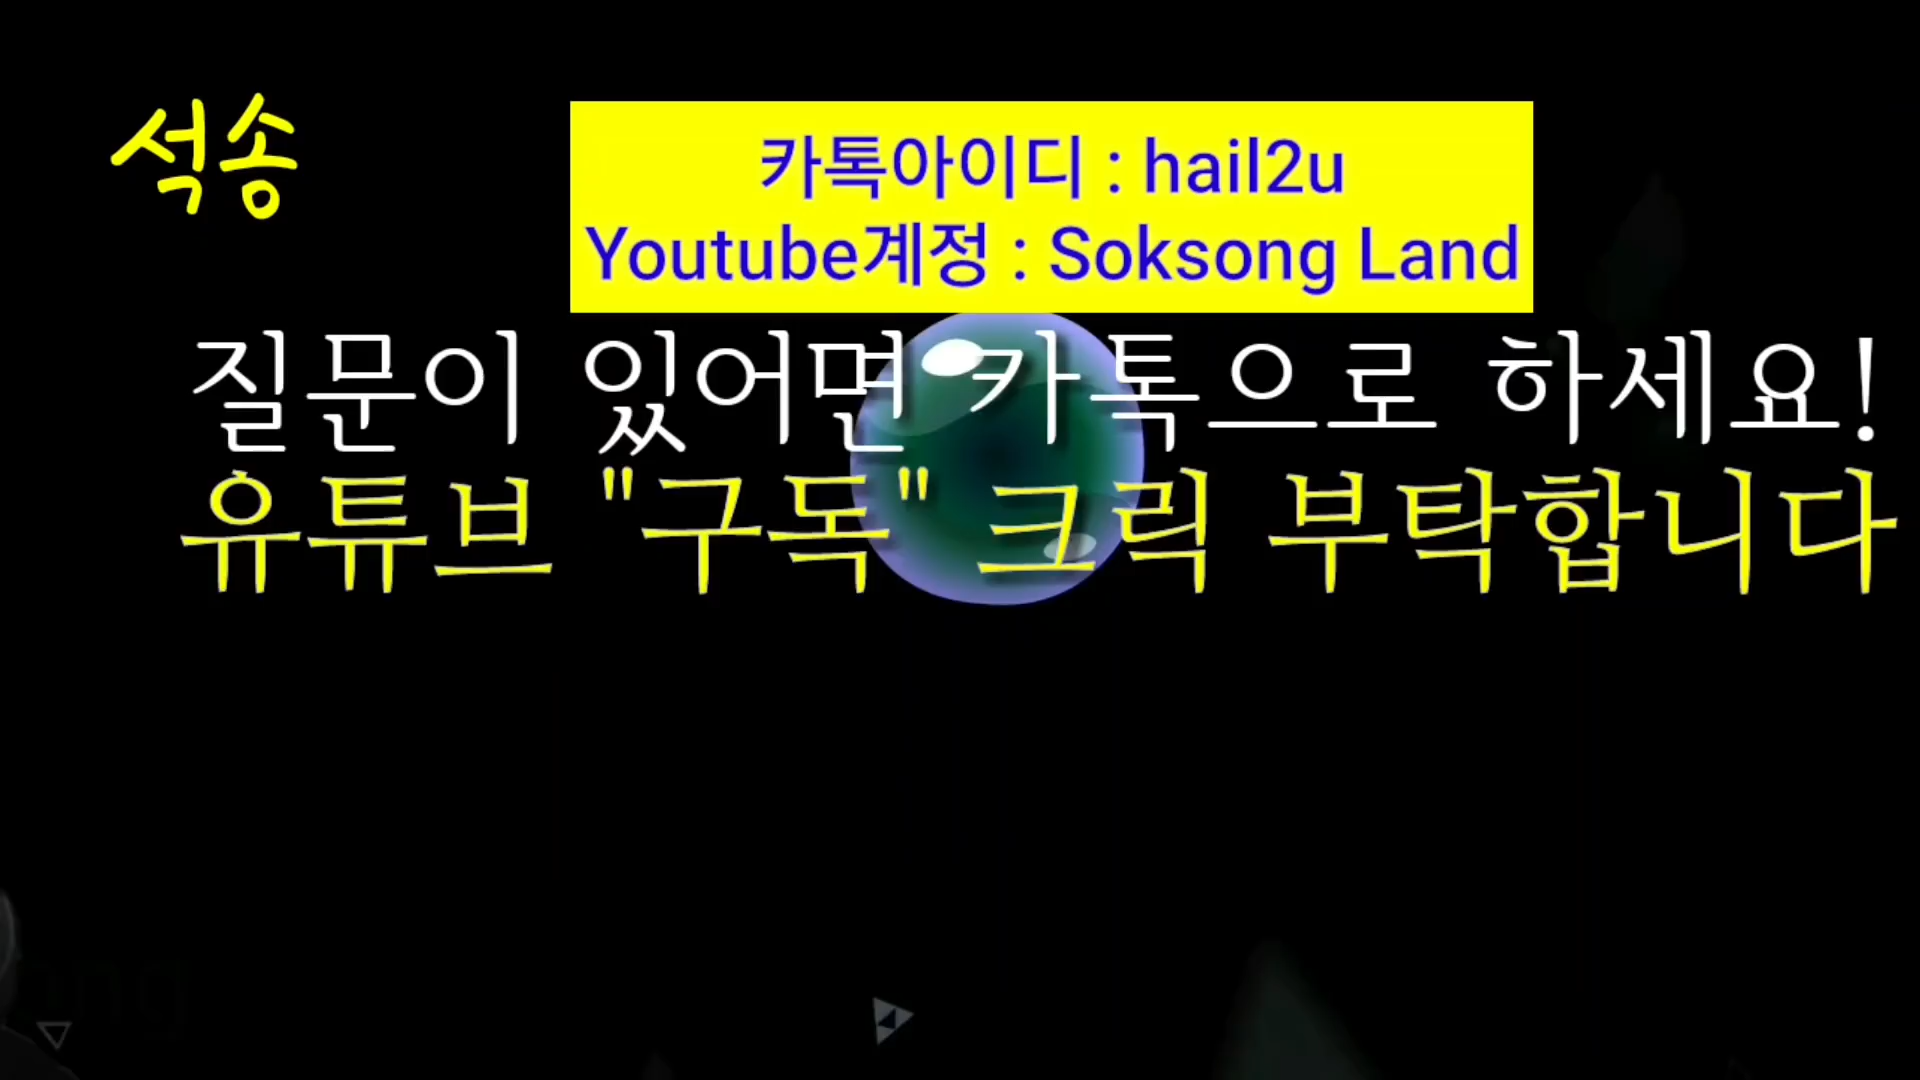 석송
카톡아이디 : hail2u
Youtube계정 : Soksong Land
질문이 있어면 카톡으로 하세요!
유튜브 "구독" 크릭 부탁합니다